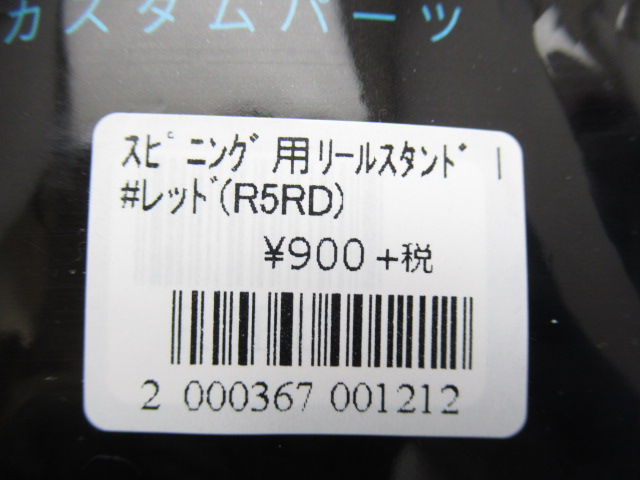 カスタムパーツ
ｽﾋﾟﾆﾝｸﾞ用ﾘｰﾙｽﾀﾝﾄﾞ I
#ﾚｯﾄﾞ(R5RD)
¥900+税
2 000367 001212